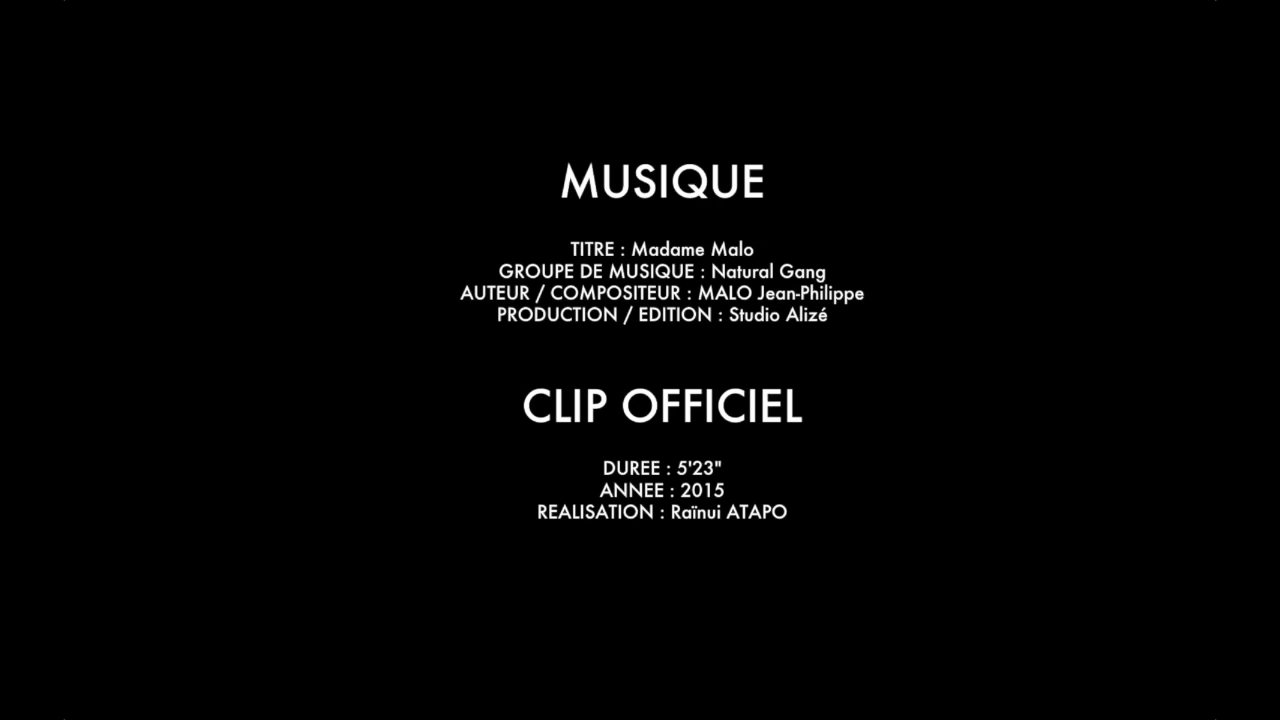 MUSIQUE
TITRE : Madame Malo
GROUPE DE MUSIQUE : Natural Gang
AUTEUR / COMPOSITEUR : MALO Jean-Philippe
PRODUCTION / EDITION : Studio Alizé
CLIP OFFICIEL
DUREE : 5'23"
ANNEE : 2015
REALISATION : Raïnui ATAPO